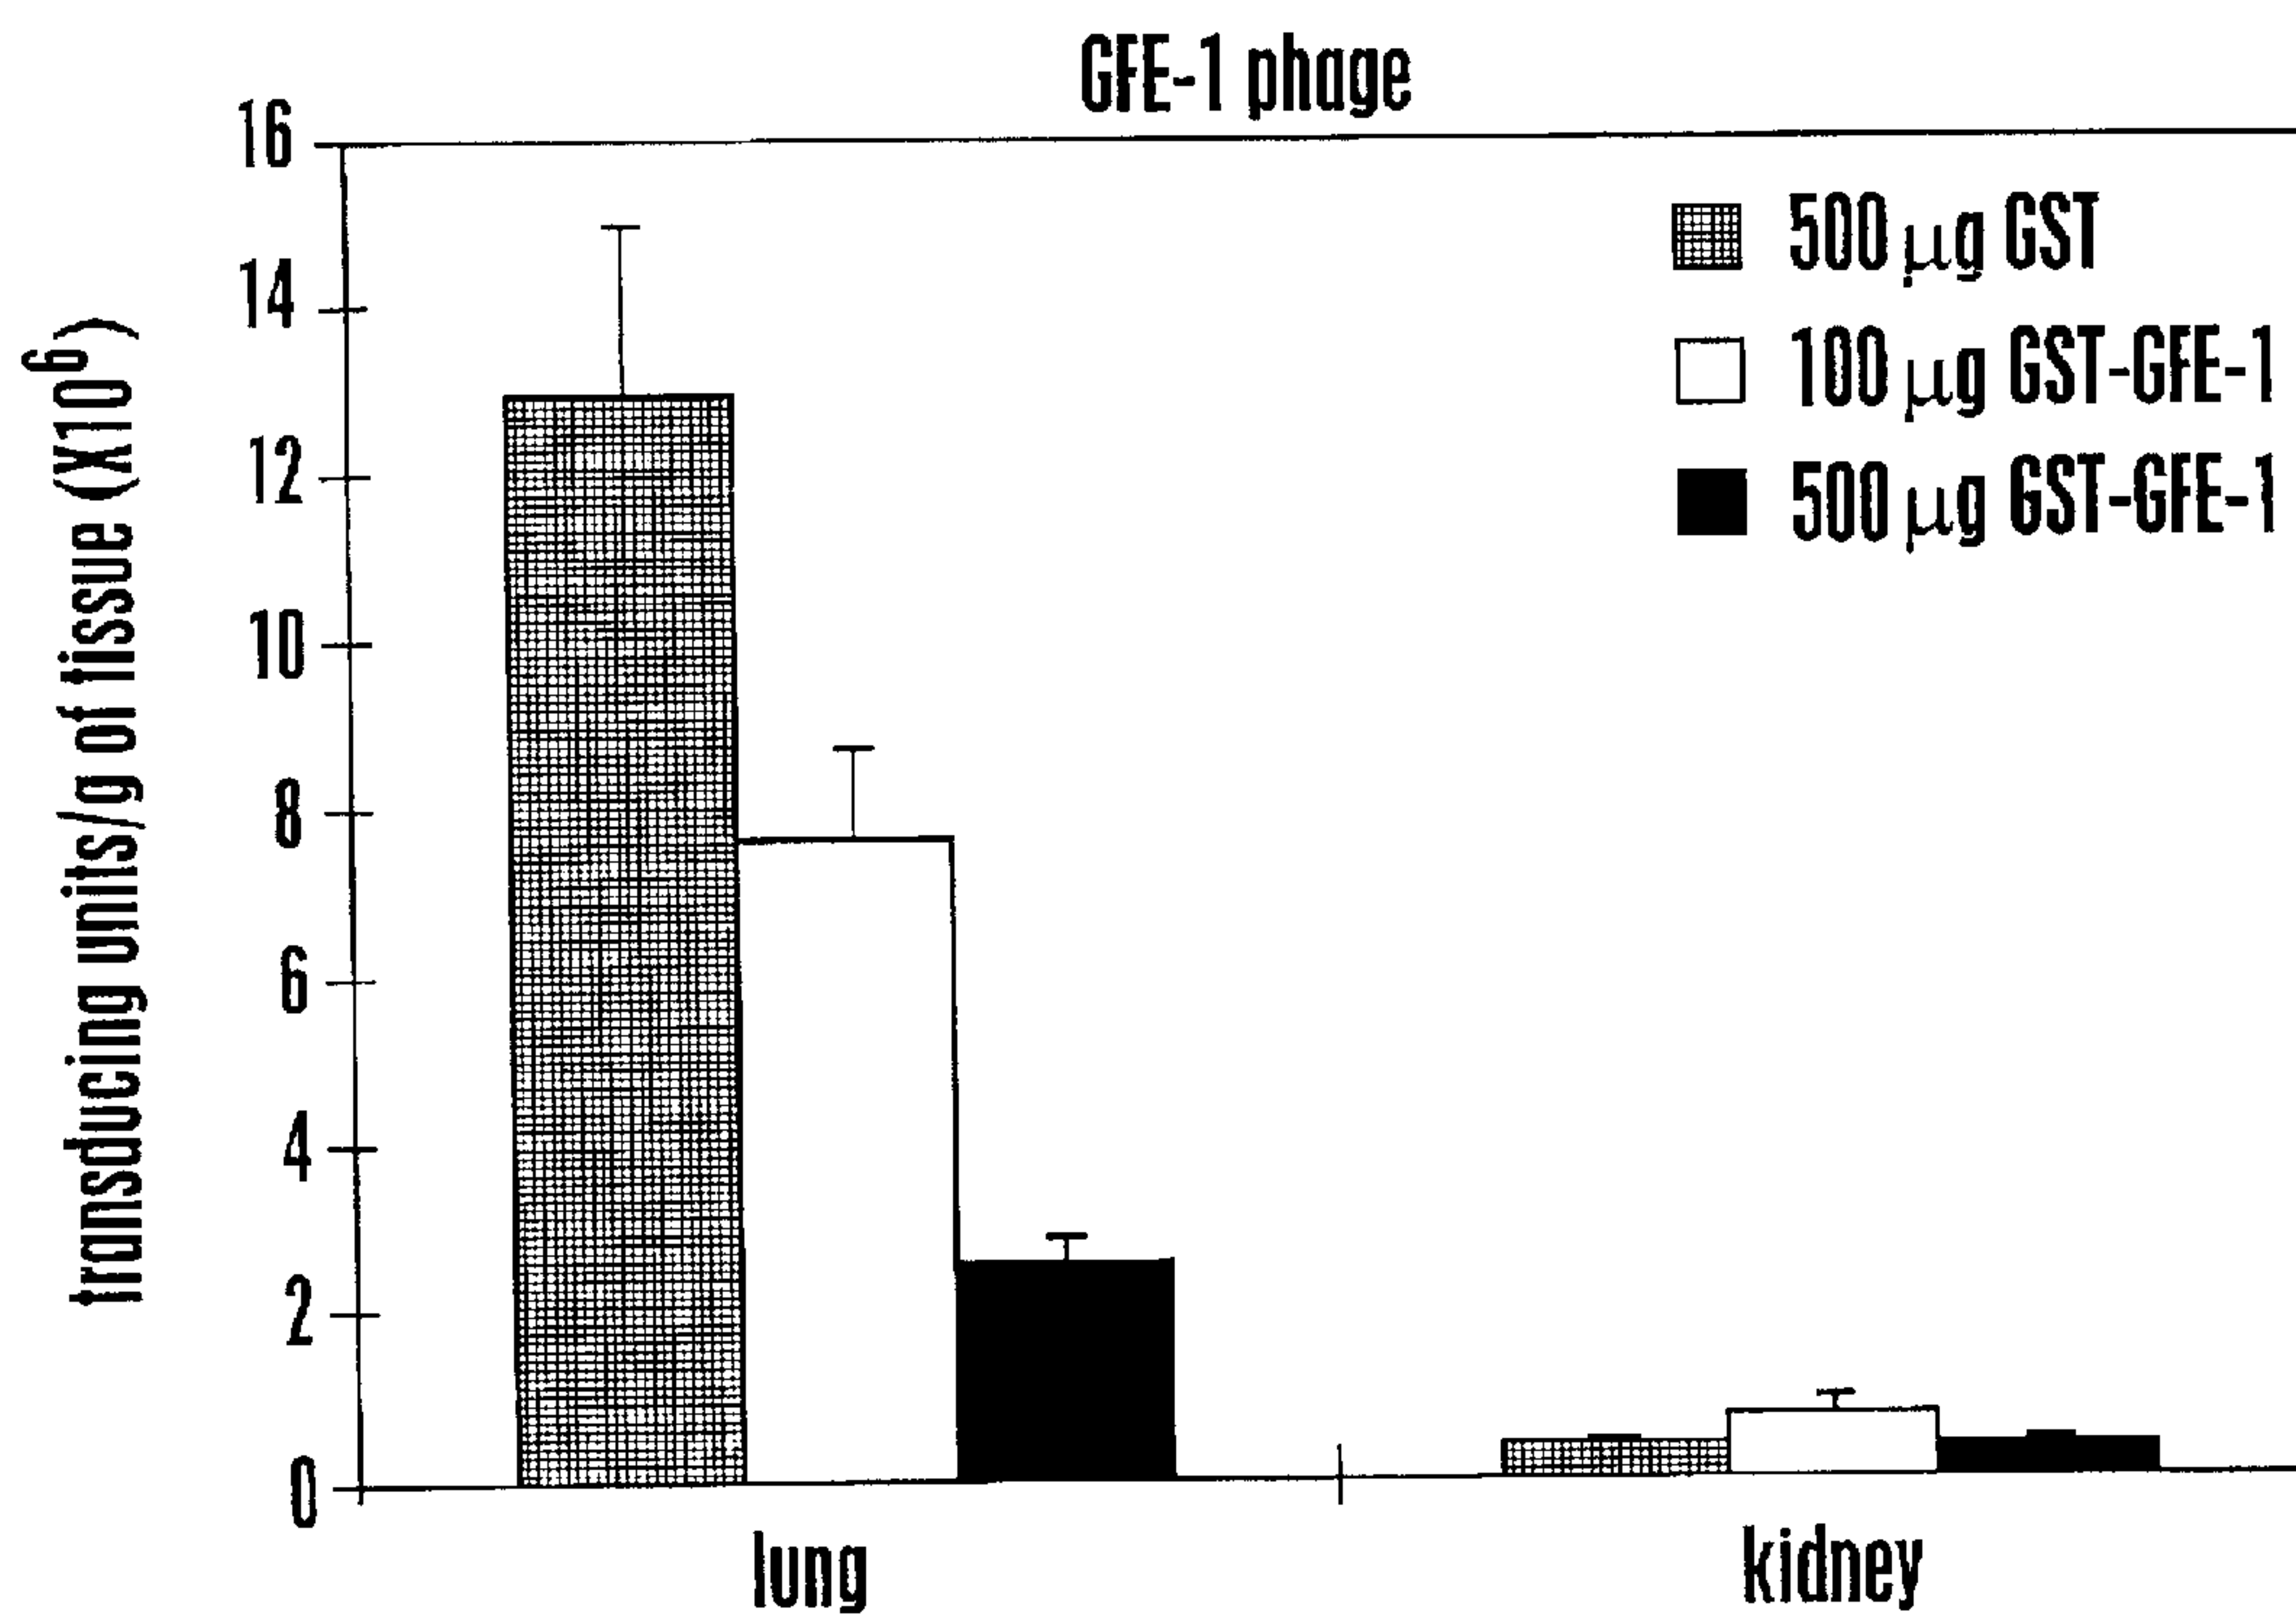 GFE-1 phage
transducing units/g of tissue (X10⁶)
16
14
12
10
8
6
4
2
0
500 µg GST
100 µg GST-GFE-1
500 µg GST-GFE-1
lung
kidney